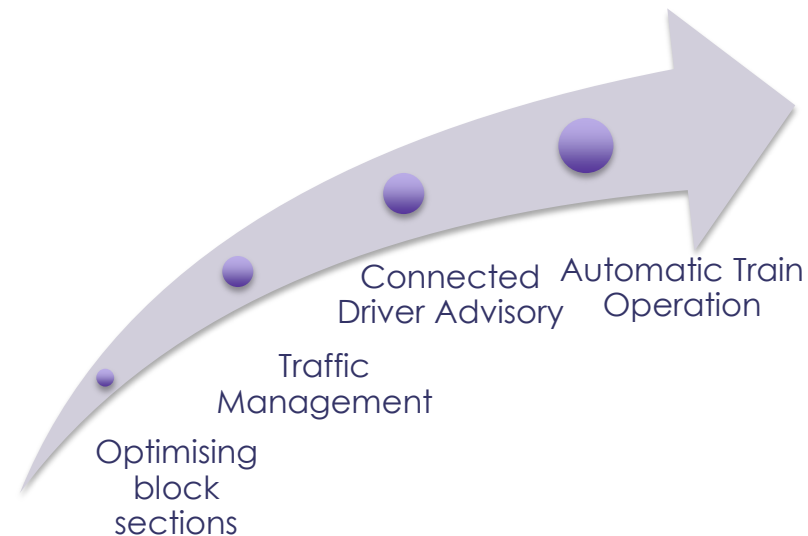 Optimising
block
sections
Traffic
Management
Connected
Driver Advisory
Automatic Train
Operation